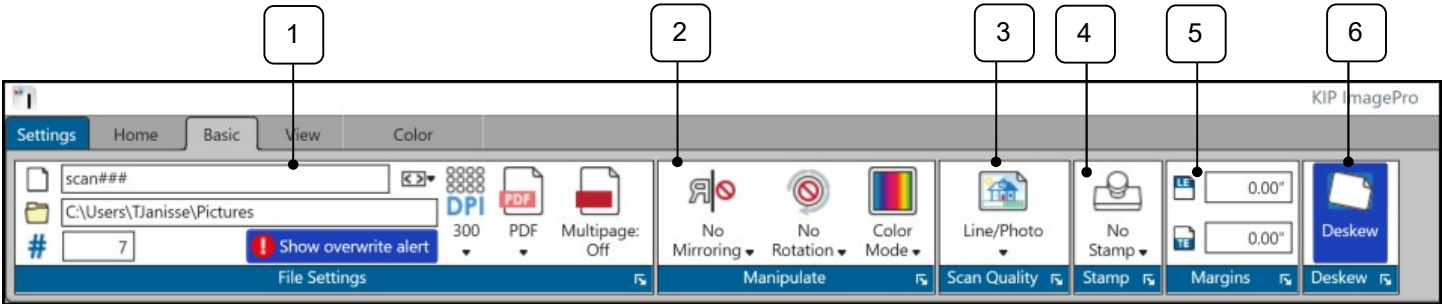 1 2 3 4 5 6
KIP ImagePro
Settings Home Basic View Color
scan###
C:\Users\TJanisse\Pictures
# 7 ! Show overwrite alert
DPI
300
PDF
PDF
Multipage:
Off
File Settings
R
No
Mirroring
No
Rotation
Color
Mode
Manipulate
Line/Photo
Scan Quality
No
Stamp
Stamp
LE 0.00"
TE 0.00"
Margins
Deskew
Deskew